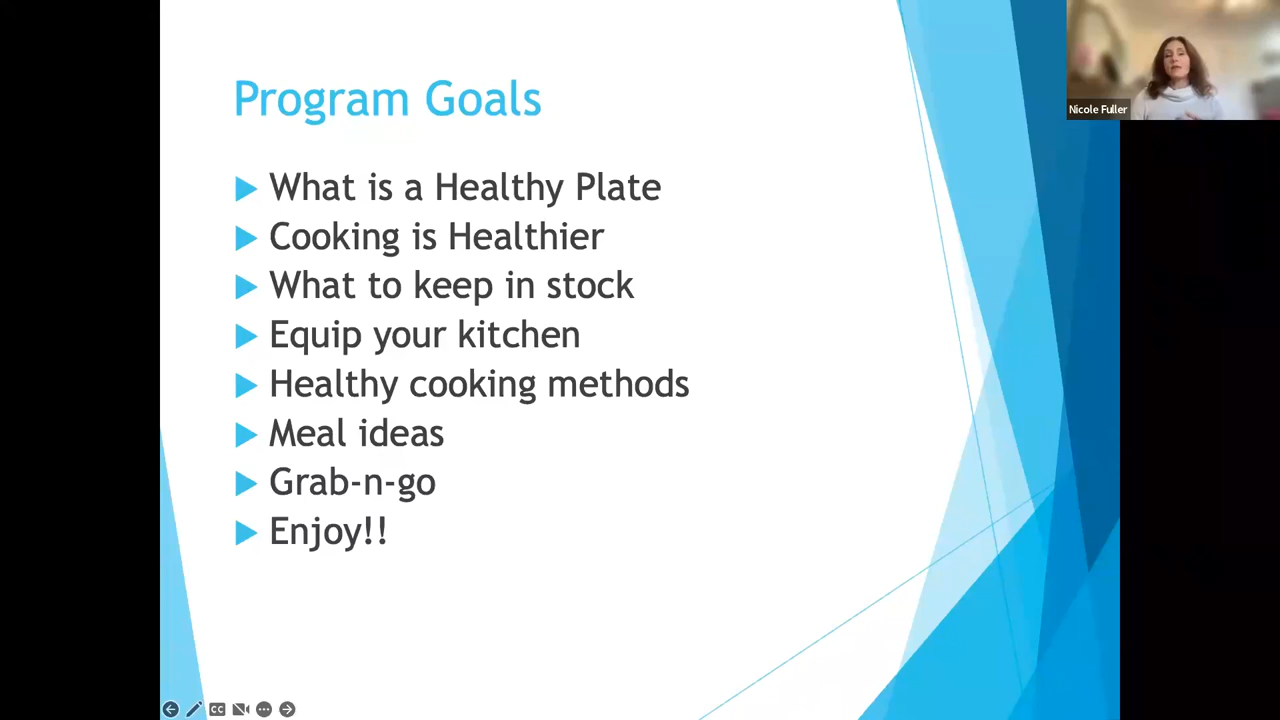 Program Goals
What is a Healthy Plate
Cooking is Healthier
What to keep in stock
Equip your kitchen
Healthy cooking methods
Meal ideas
Grab-n-go
Enjoy!!
Nicole Fuller
CC